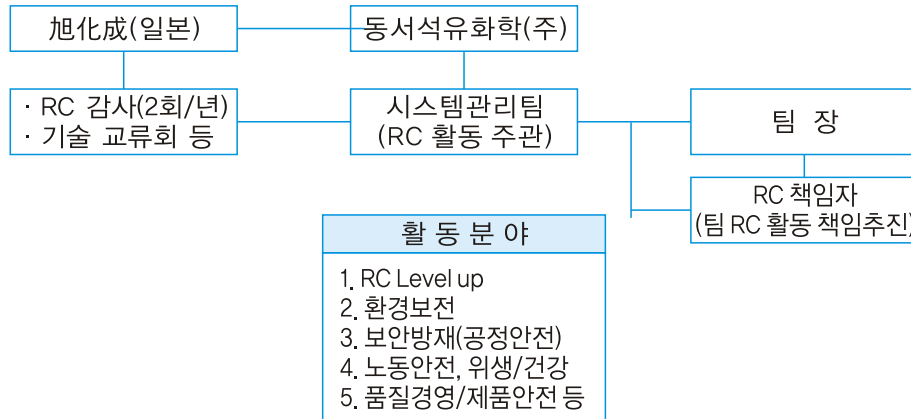 旭化成(일본)
동서석유화학(주)
· RC 감사(2회/년)
· 기술 교류회 등
시스템관리팀
(RC 활동 주관)
팀 장
RC 책임자
(팀 RC 활동 책임추진)
활 동 분 야
1. RC Level up
2. 환경보전
3. 보안방재(공정안전)
4. 노동안전, 위생/건강
5. 품질경영/제품안전 등